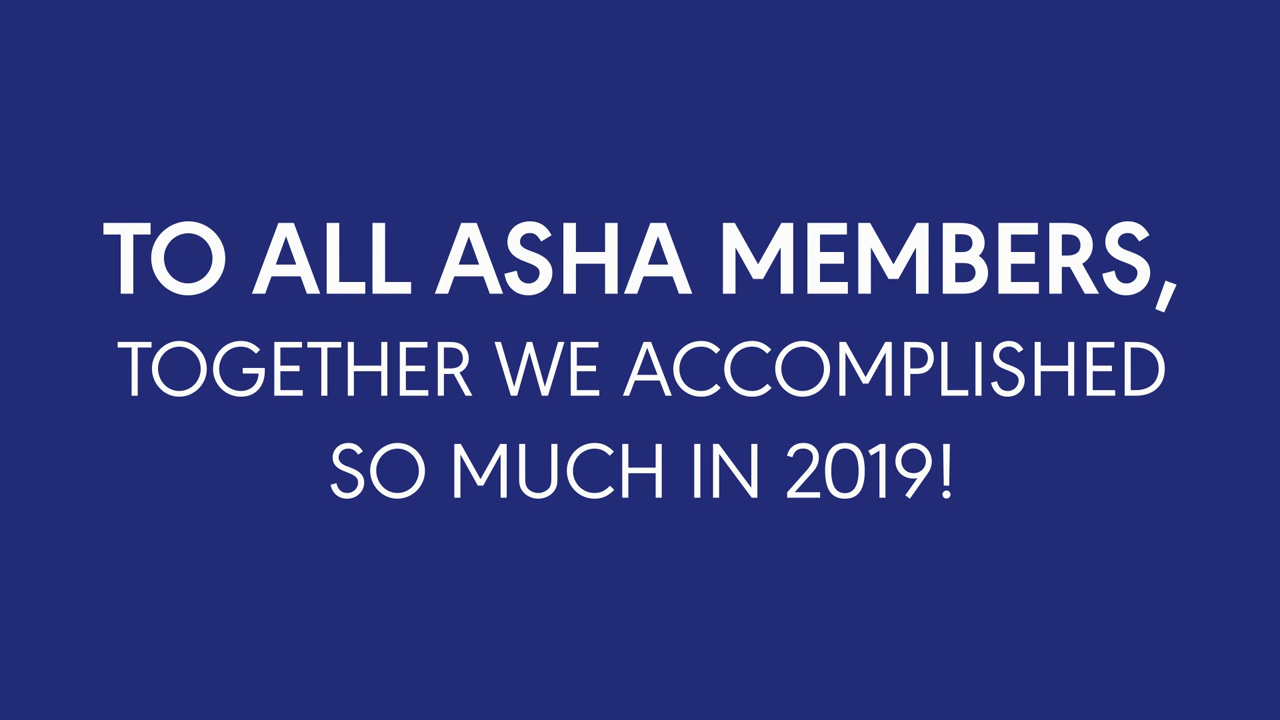 TO ALL ASHA MEMBERS,
TOGETHER WE ACCOMPLISHED
SO MUCH IN 2019!